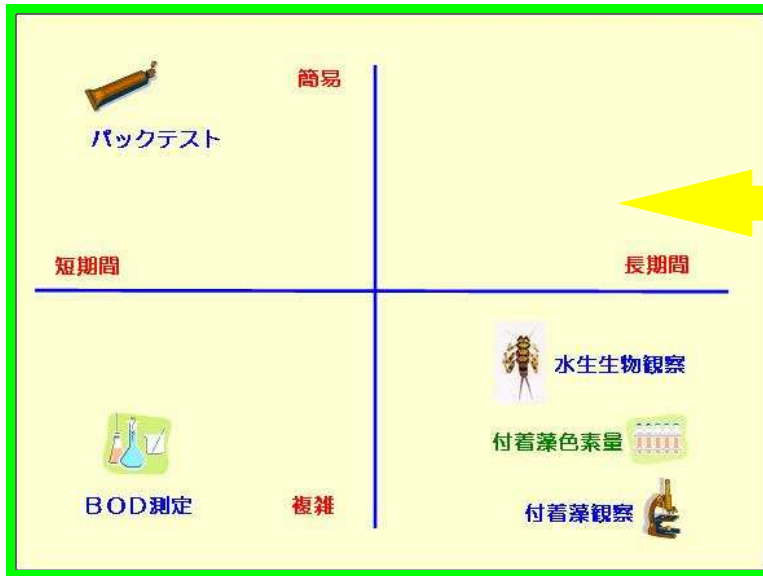 簡易
パックテスト
短期間
長期間
水生生物観察
付着藻色素量
BOD測定
複雑
付着藻観察